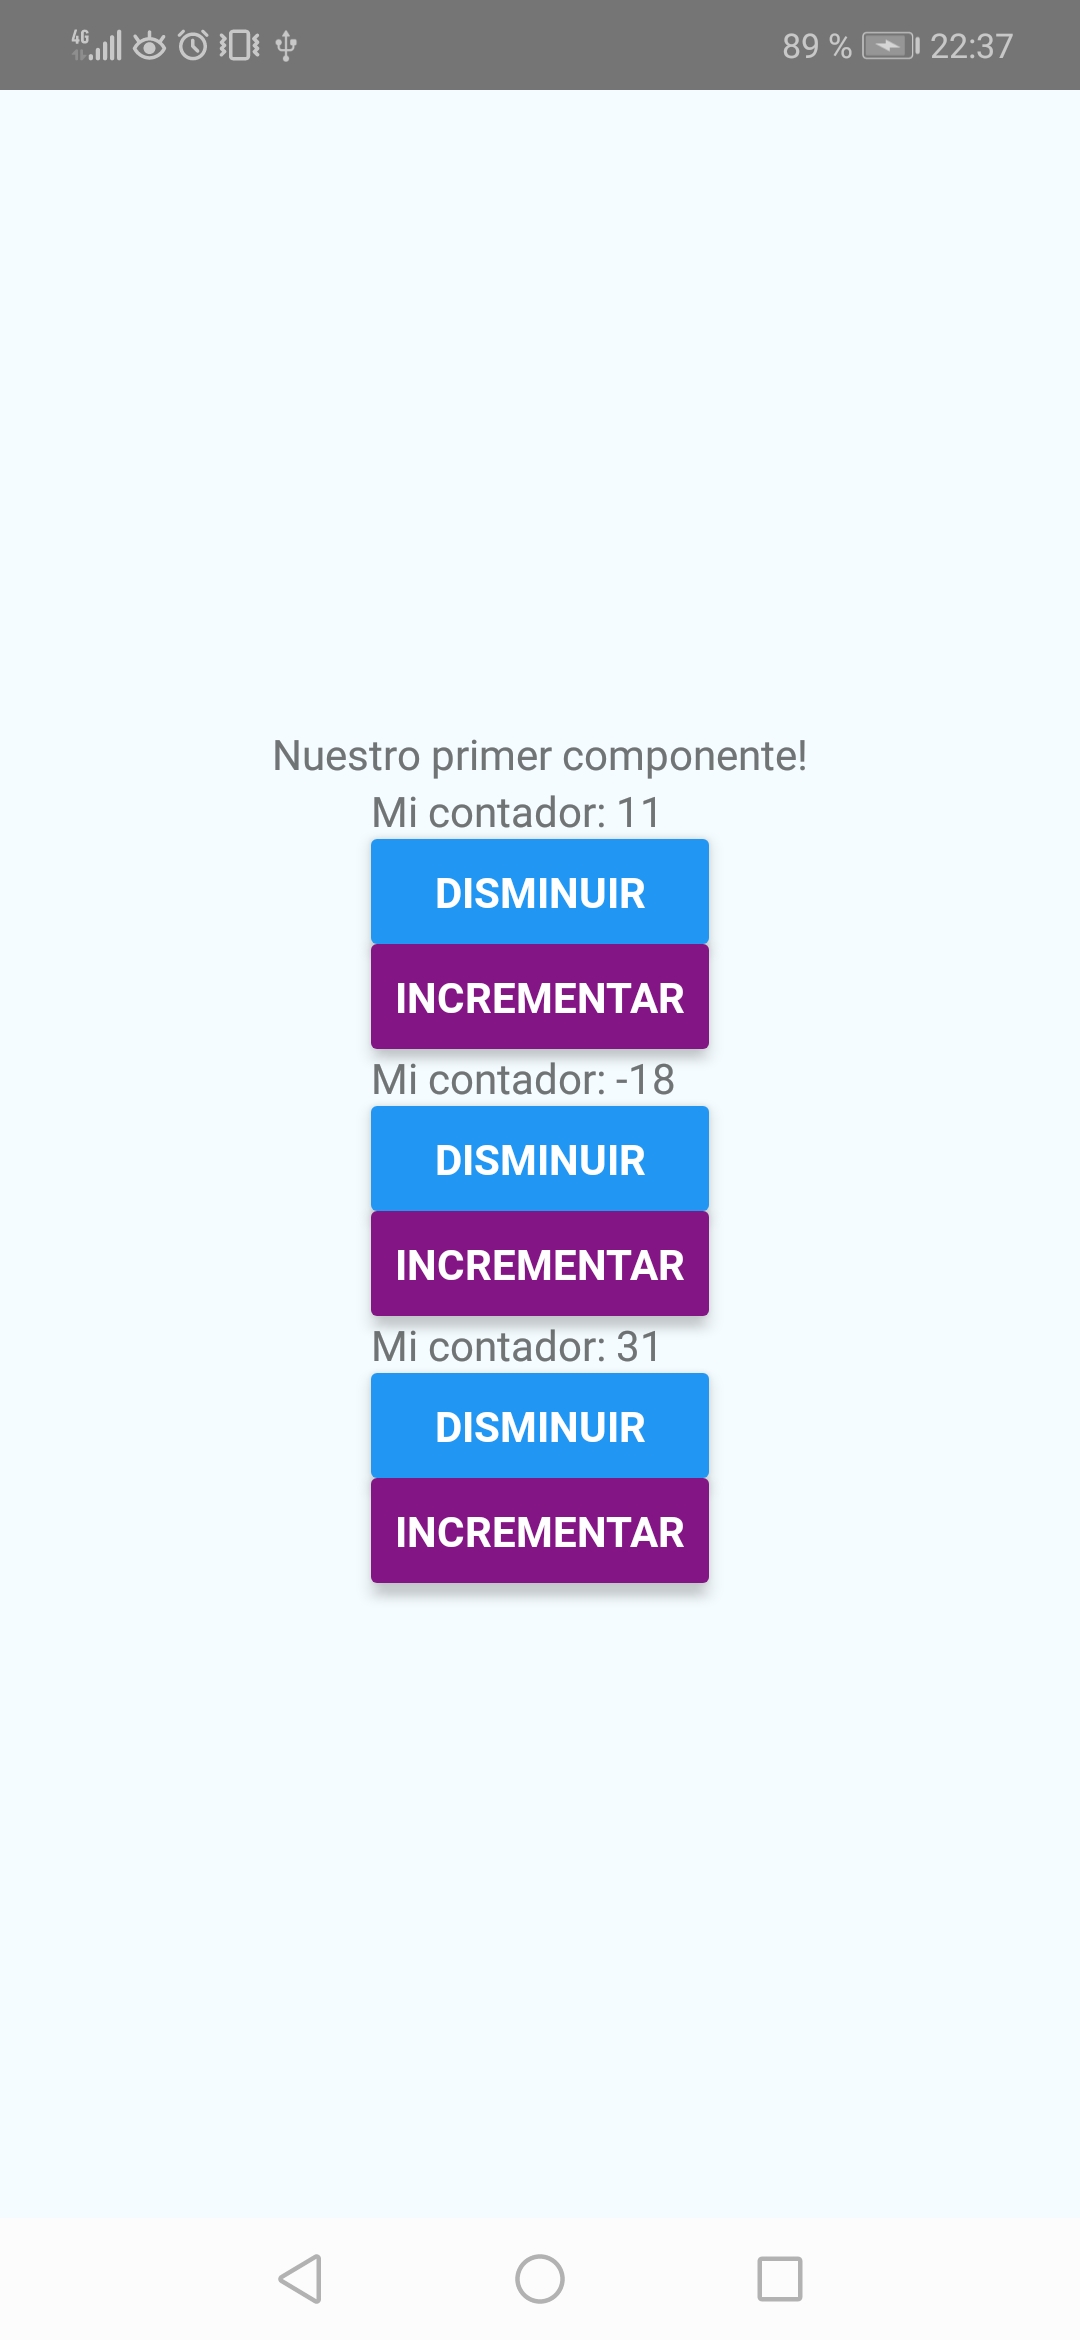 4G 89 % 22:37
Nuestro primer componente!
Mi contador: 11
DISMINUIR
INCREMENTAR
Mi contador: -18
DISMINUIR
INCREMENTAR
Mi contador: 31
DISMINUIR
INCREMENTAR